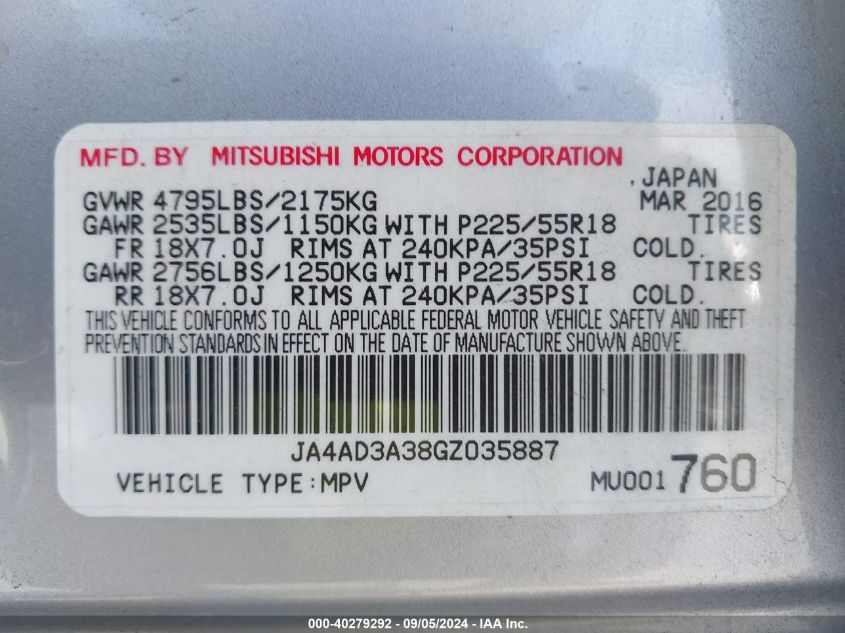 MFD. BY MITSUBISHI MOTORS CORPORATION
, JAPAN
GVWR 4795LBS/2175KG MAR 2016
GAWR 2535LBS/1150KG WITH P225/55R18 TIRES
FR 18X7.0J RIMS AT 240KPA/35PSI COLD.
GAWR 2756LBS/1250KG WITH P225/55R18 TIRES
RR 18X7.0J RIMS AT 240KPA/35PSI COLD.
THIS VEHICLE CONFORMS TO ALL APPLICABLE FEDERAL MOTOR VEHICLE SAFETY AND THEFT
PREVENTION STANDARDS IN EFFECT ON THE DATE OF MANUFACTURE SHOWN ABOVE.
JA4AD3A38GZ035887
VEHICLE TYPE:MPV MU001760
000-40279292 - 09/05/2024 - IAA Inc.